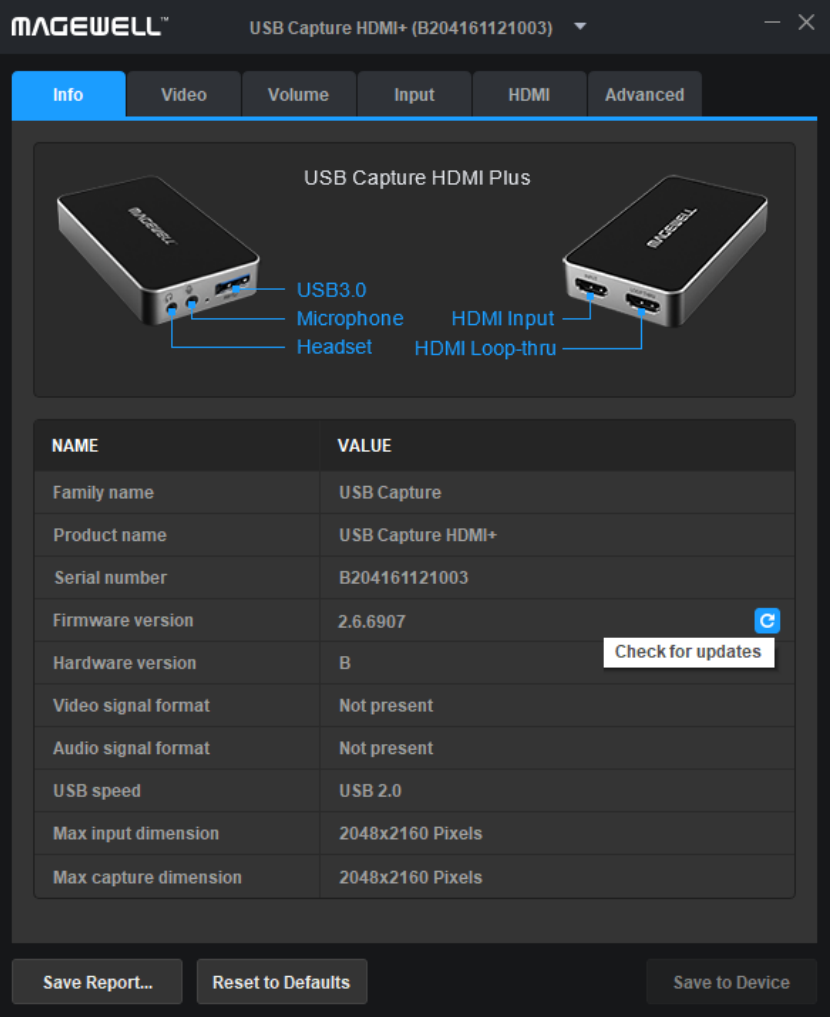 MAGEWELL™
USB Capture HDMI+ (B204161121003)
Info Video Volume Input HDMI Advanced
USB Capture HDMI Plus
MAGEWELL
MAGEWELL
USB3.0
Microphone
Headset
HDMI Input
HDMI Loop-thru
NAME VALUE
Family name USB Capture
Product name USB Capture HDMI+
Serial number B204161121003
Firmware version 2.6.6907
Check for updates
Hardware version B
Video signal format Not present
Audio signal format Not present
USB speed USB 2.0
Max input dimension 2048x2160 Pixels
Max capture dimension 2048x2160 Pixels
Save Report... Reset to Defaults Save to Device